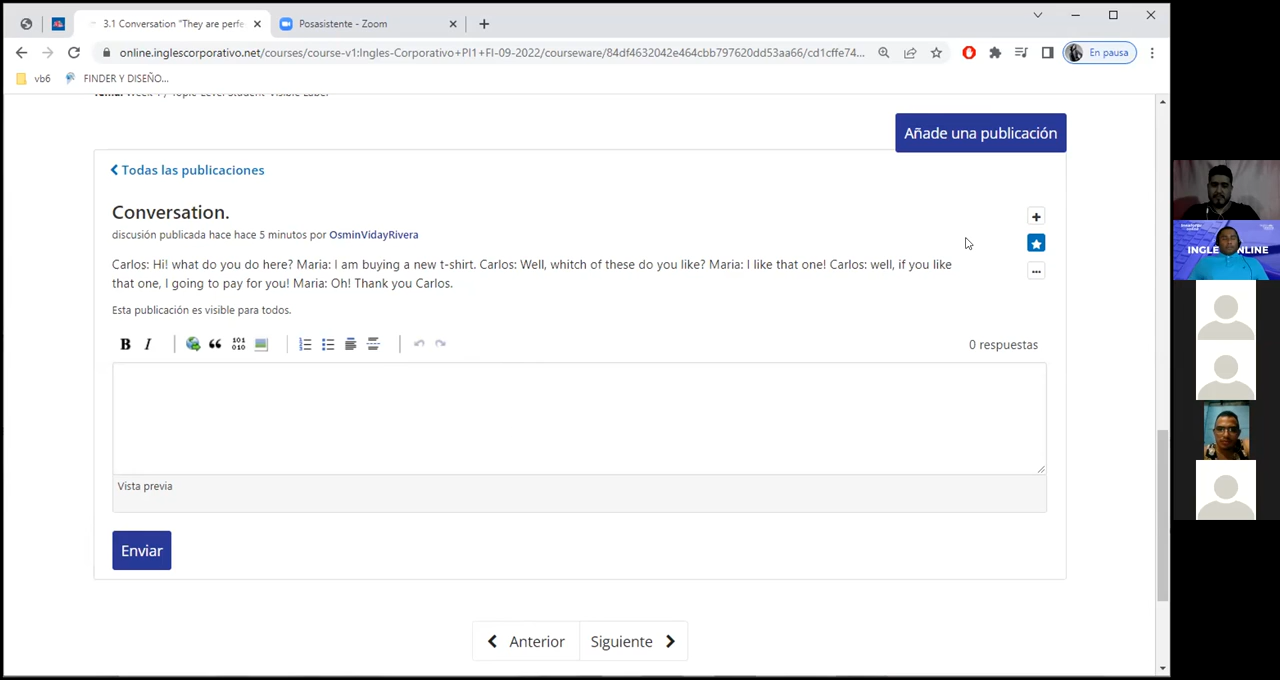 3.1 Conversation "They are perfe
Posasistente - Zoom
online.inglescorporativo.net/courses/course-v1:Ingles-Corporativo+PI1+FI-09-2022/courseware/84df4632042e464cbb797620dd53aa66/cd1cffe74...
En pausa
vb6
FINDER Y DISEÑO...
Añade una publicación
Todas las publicaciones
Conversation.
discusión publicada hace hace 5 minutos por OsminVidayRivera
Carlos: Hi! what do you do here? Maria: I am buying a new t-shirt. Carlos: Well, whitch of these do you like? Maria: I like that one! Carlos: well, if you like
that one, I going to pay for you! Maria: Oh! Thank you Carlos.
Esta publicación es visible para todos.
B I
101
010
0 respuestas
Vista previa
Enviar
Anterior
Siguiente